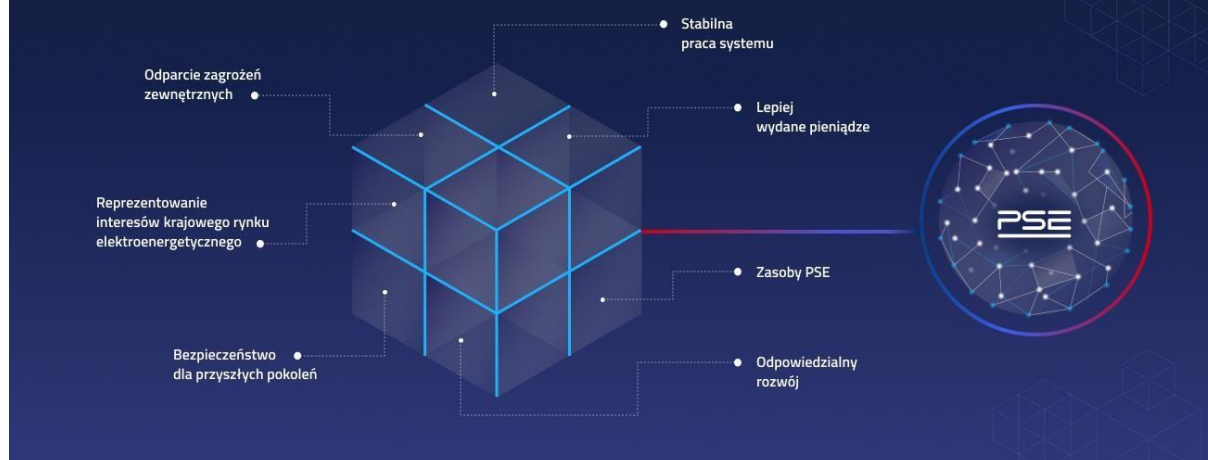 Stabilna
praca systemu
Odparcie zagrożeń
zewnętrznych
Lepiej
wydane pieniądze
Reprezentowanie
interesów krajowego rynku
elektroenergetycznego
PSE
Zasoby PSE
Bezpieczeństwo
dla przyszłych pokoleń
Odpowiedzialny
rozwój